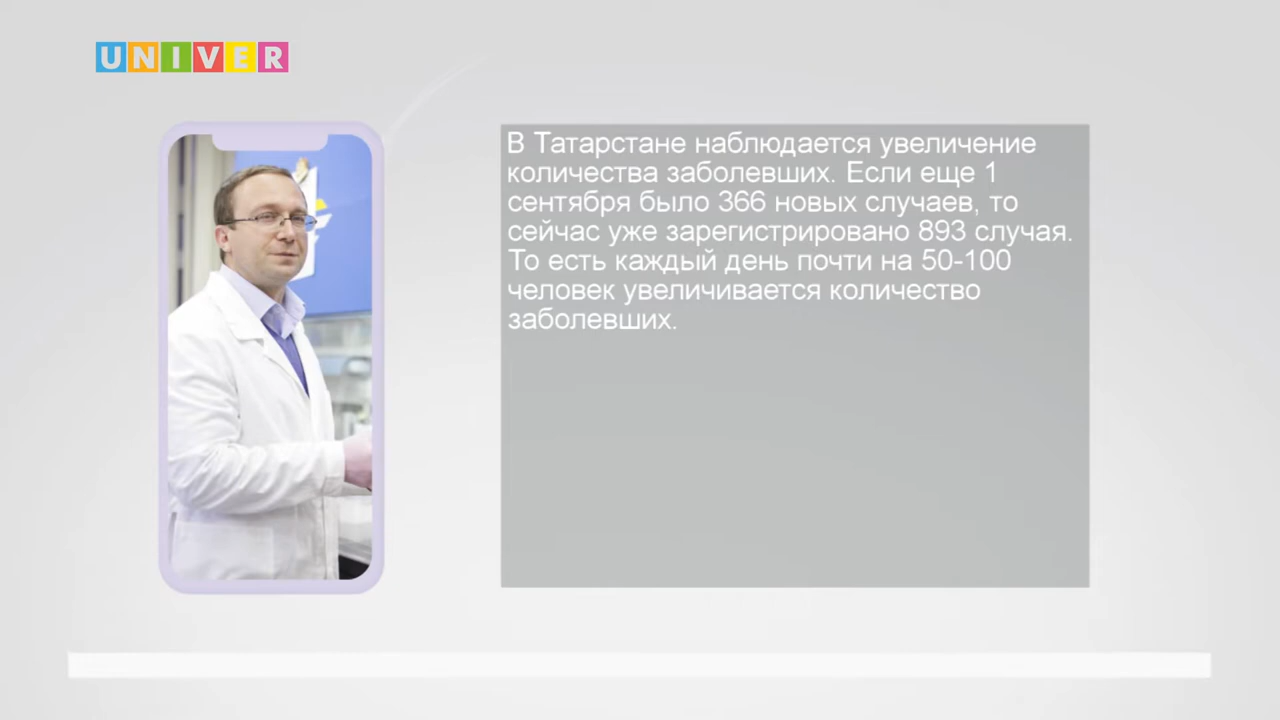 UNIVER
В Татарстане наблюдается увеличение
количества заболевших. Если еще 1
сентября было 366 новых случаев, то
сейчас уже зарегистрировано 893 случая.
То есть каждый день почти на 50-100
человек увеличивается количество
заболевших.